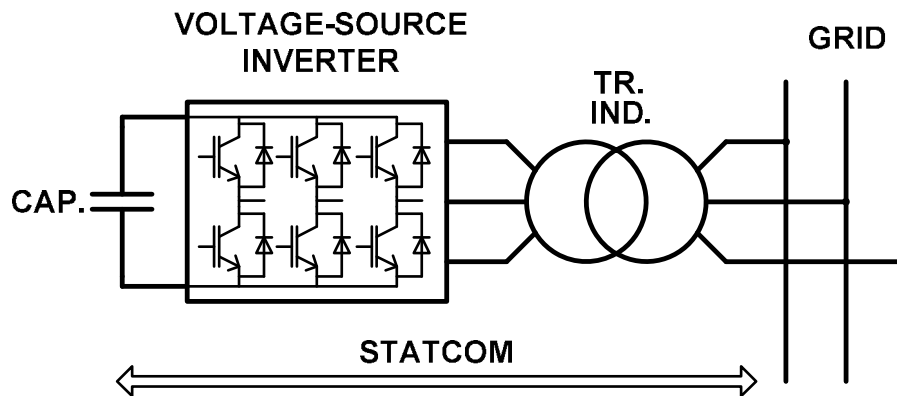 VOLTAGE-SOURCE
INVERTER
GRID
TR.
IND.
CAP.
STATCOM